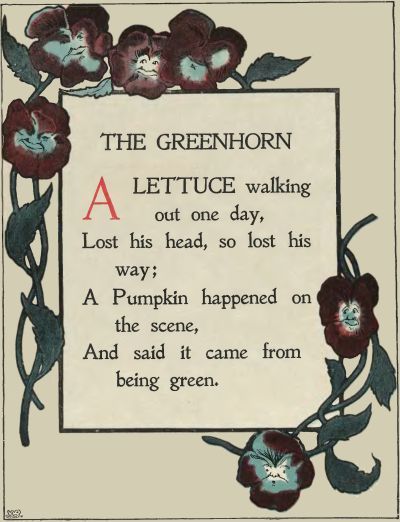 THE GREENHORN
A LETTUCE walking
out one day,
Lost his head, so lost his
way;
A Pumpkin happened on
the scene,
And said it came from
being green.